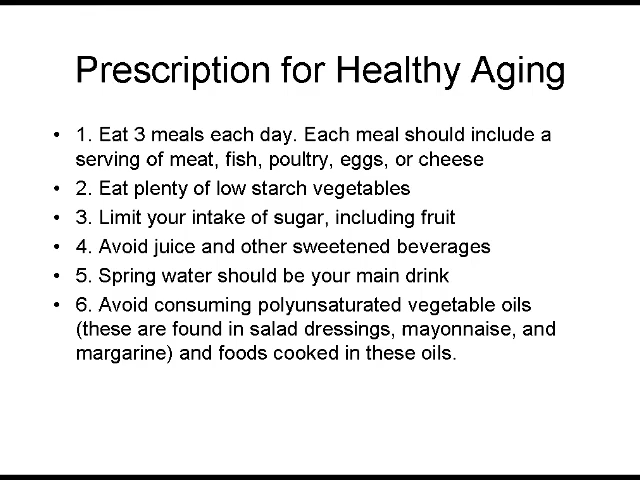 Prescription for Healthy Aging
• 1. Eat 3 meals each day. Each meal should include a
serving of meat, fish, poultry, eggs, or cheese
• 2. Eat plenty of low starch vegetables
• 3. Limit your intake of sugar, including fruit
• 4. Avoid juice and other sweetened beverages
• 5. Spring water should be your main drink
• 6. Avoid consuming polyunsaturated vegetable oils
(these are found in salad dressings, mayonnaise, and
margarine) and foods cooked in these oils.